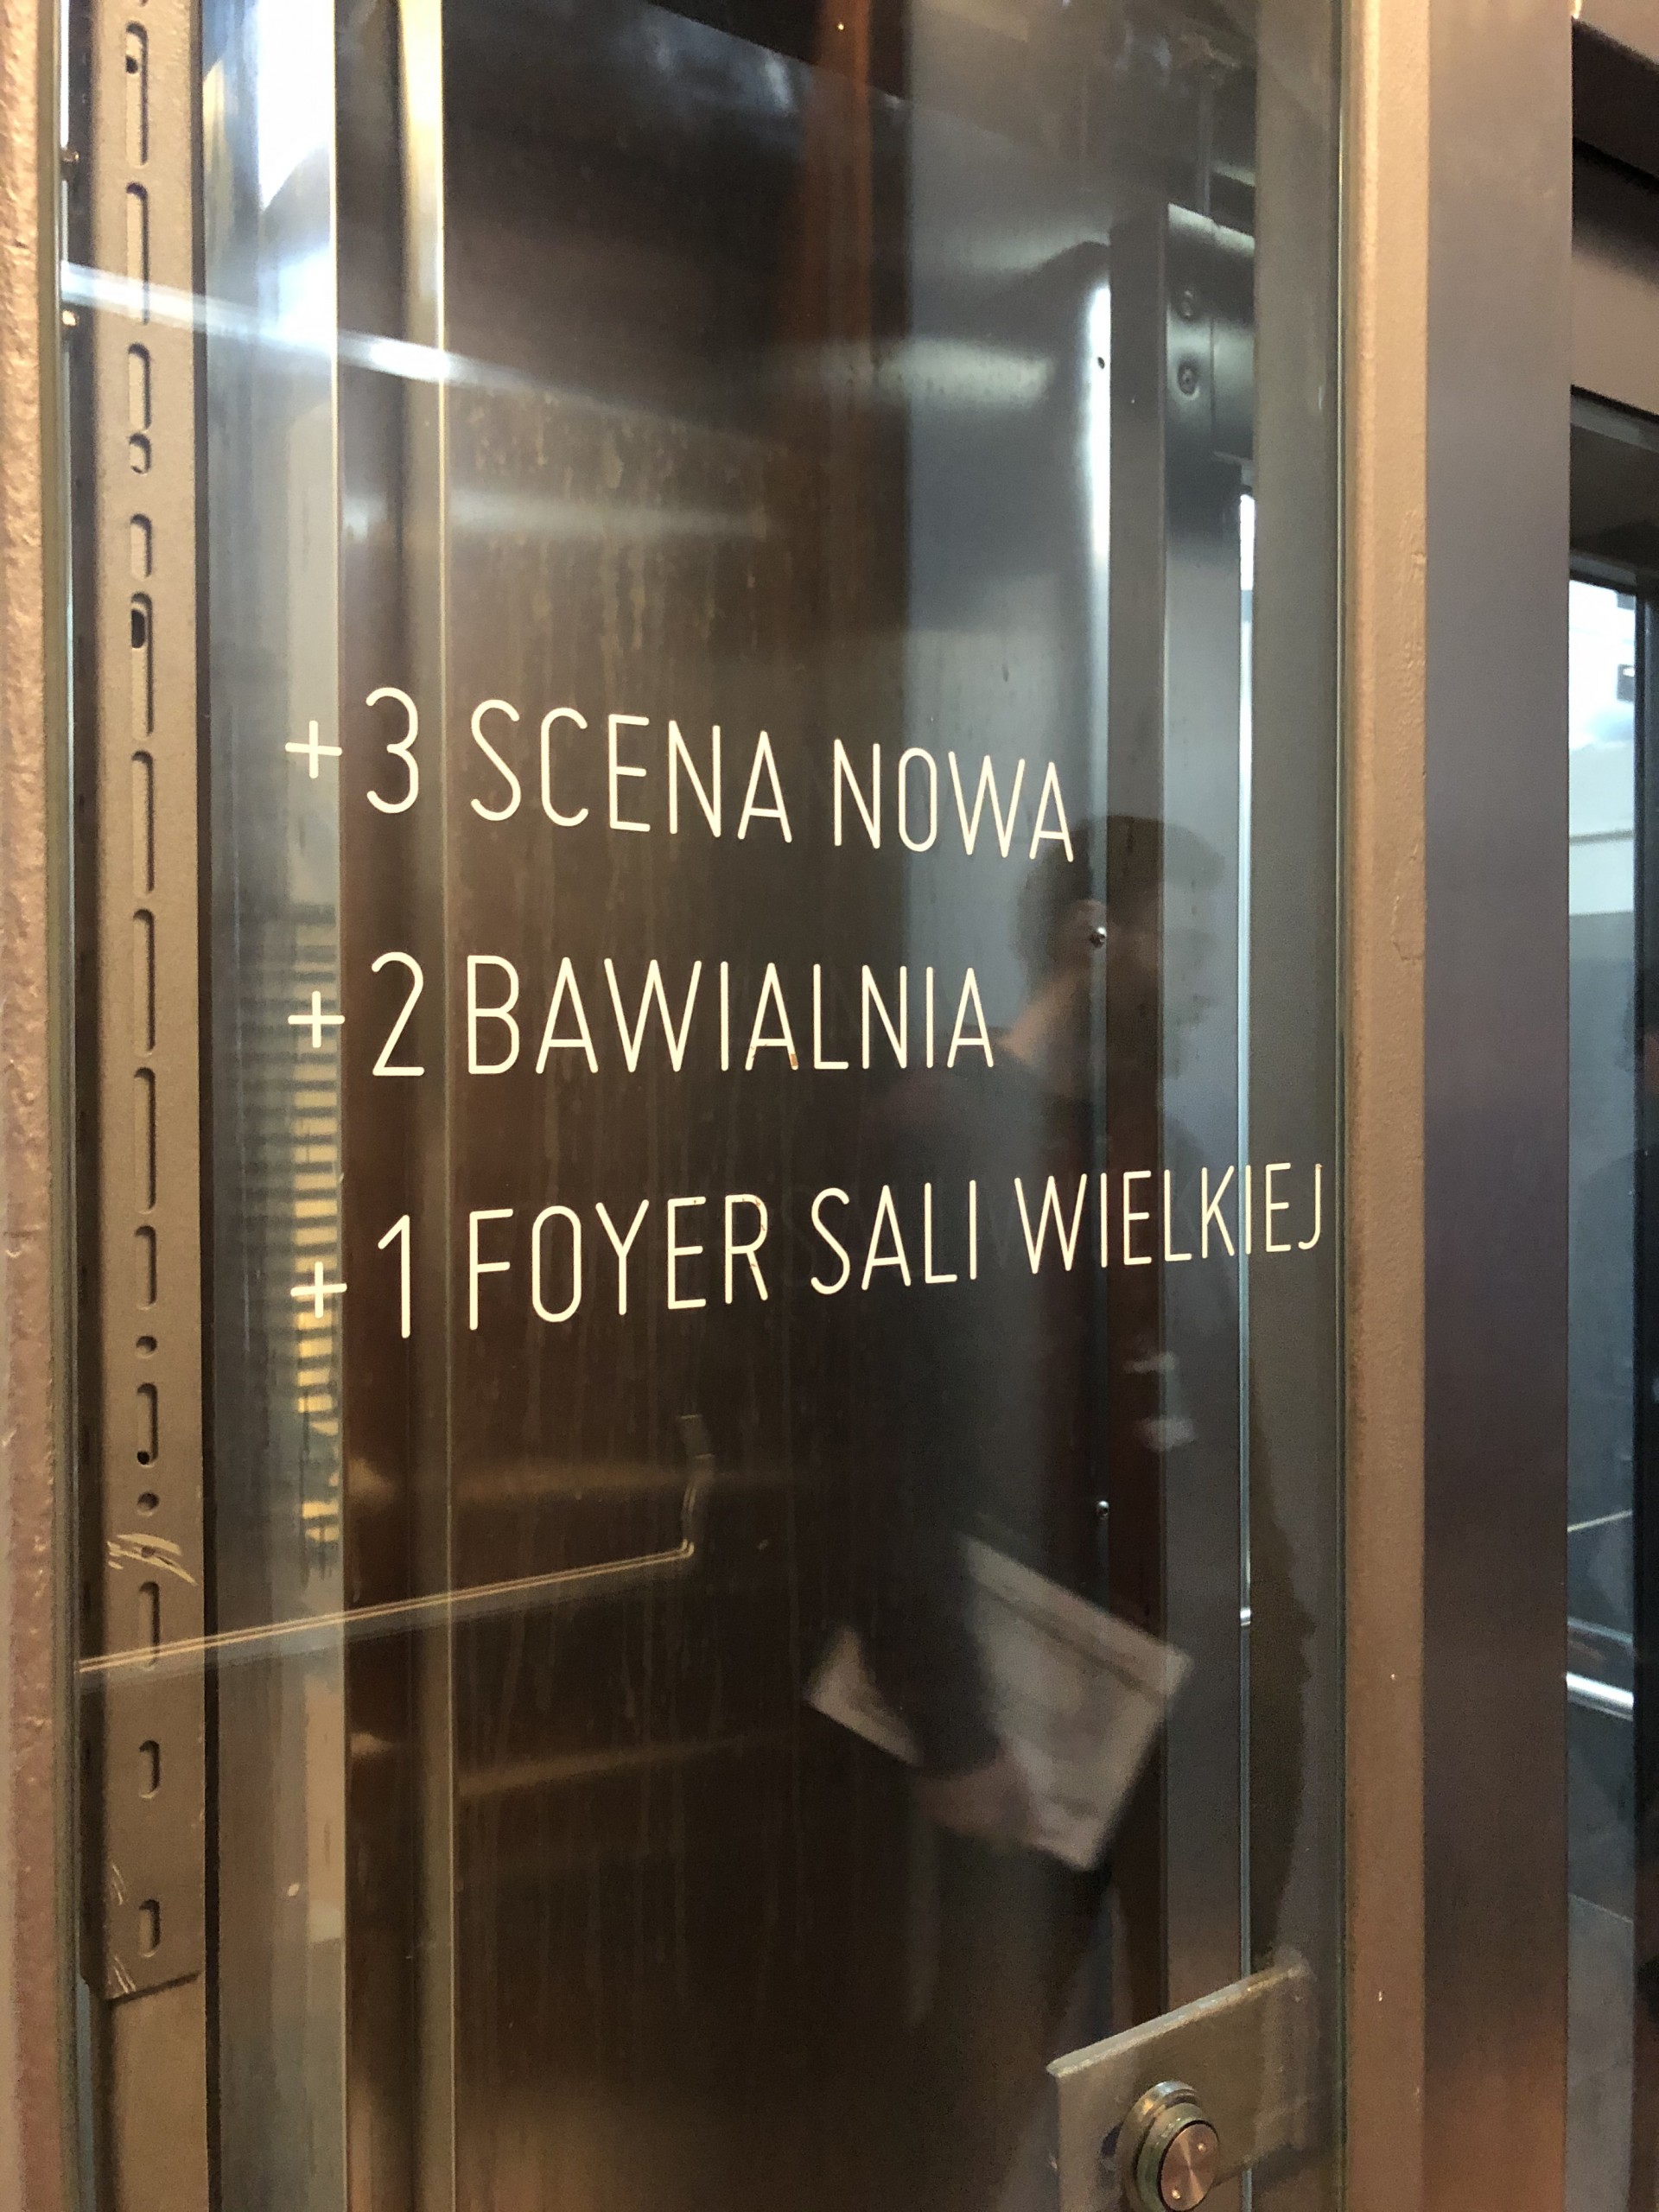 +3 SCENA NOWA
+2 BAWIALNIA
+1 FOYER SALI WIELKIEJ